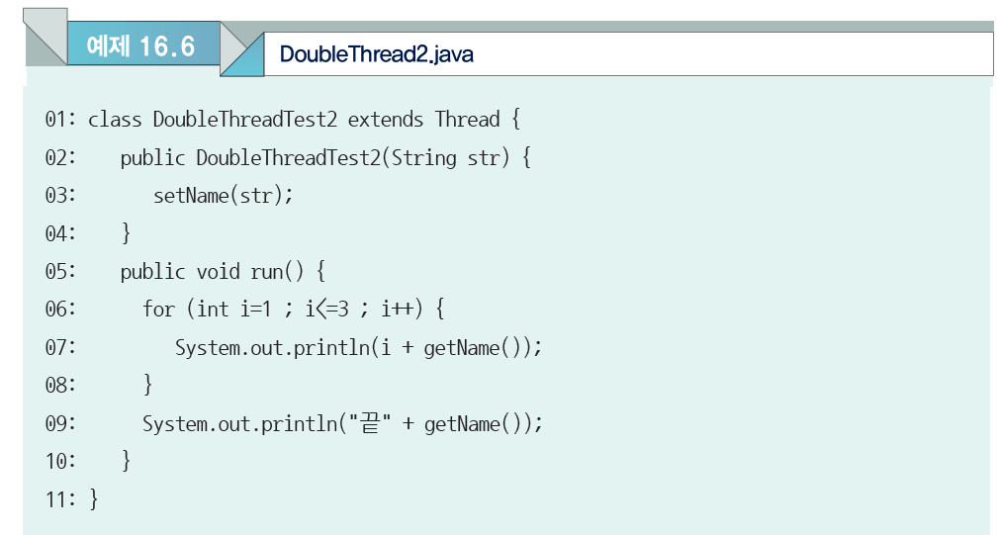 예제 16.6
DoubleThread2.java
01: class DoubleThreadTest2 extends Thread {
02:    public DoubleThreadTest2(String str) {
03:       setName(str);
04:    }
05:    public void run() {
06:      for (int i=1 ; i<=3 ; i++) {
07:         System.out.println(i + getName());
08:      }
09:      System.out.println("끝" + getName());
10:    }
11: }